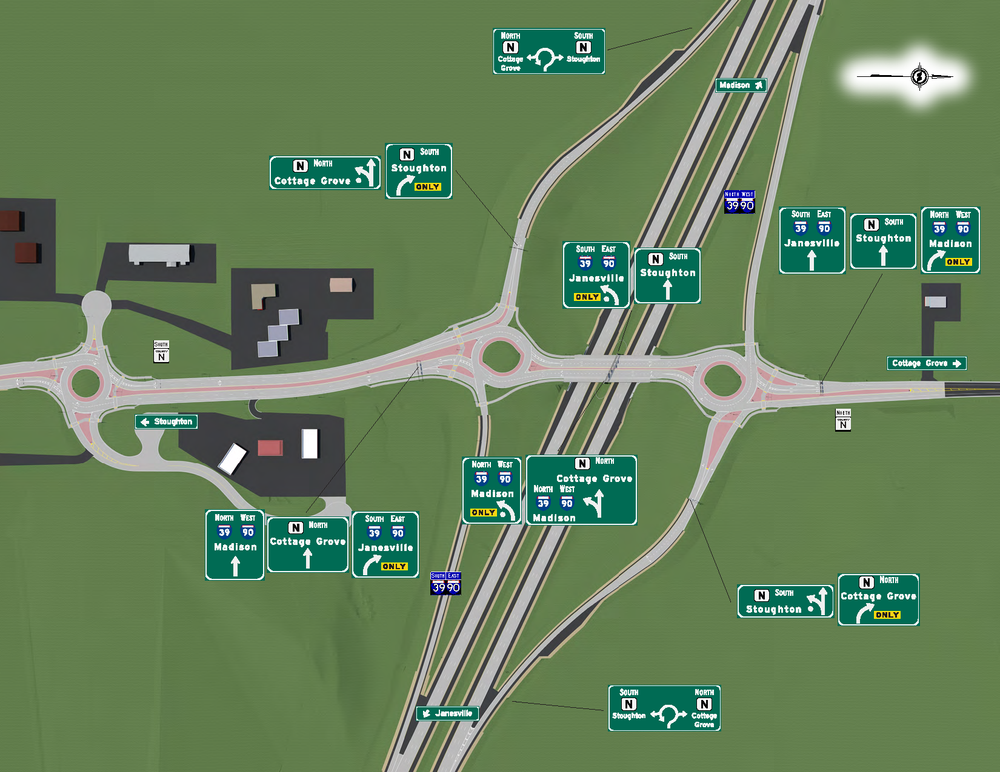 NORTH SOUTH
N N
Cottage Grove Stoughton
Madison
N NORTH
Cottage Grove
N SOUTH
Stoughton
ONLY
NORTH WEST
39 90
SOUTH EAST
39 90
Janesville
N SOUTH
Stoughton
NORTH WEST
39 90
Madison
ONLY
SOUTH EAST
39 90
Janesville
ONLY
N SOUTH
Stoughton
SOUTH
COUNTY
N
Cottage Grove
Stoughton
NORTH
COUNTY
N
NORTH WEST
39 90
Madison
ONLY
N NORTH
Cottage Grove
NORTH WEST
39 90
Madison
NORTH WEST
39 90
Madison
N NORTH
Cottage Grove
SOUTH EAST
39 90
Janesville
ONLY
SOUTH EAST
39 90
N SOUTH
Stoughton
N NORTH
Cottage Grove
ONLY
Janesville
SOUTH NORTH
N N
Stoughton Cottage Grove